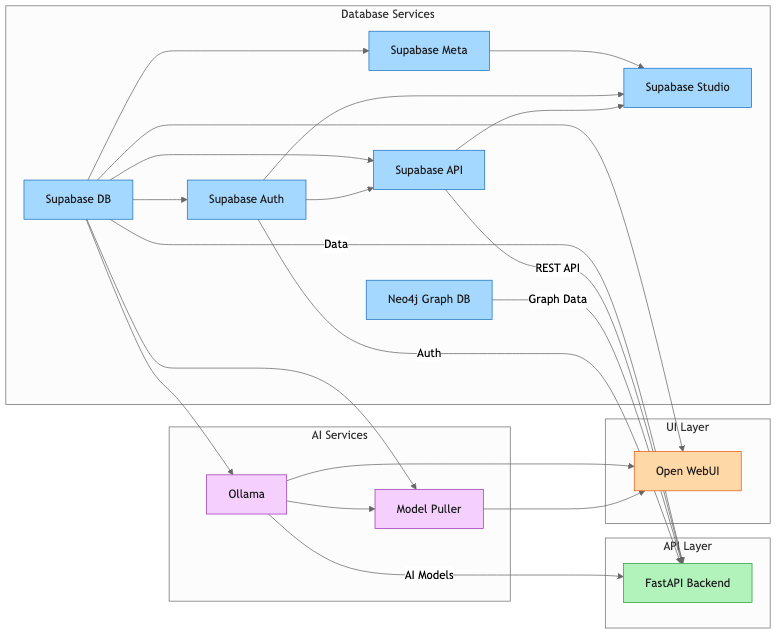 Database Services
Supabase Meta
Supabase Studio
Supabase API
Supabase DB
Supabase Auth
Data
REST API
Neo4j Graph DB
Graph Data
Auth
AI Services
UI Layer
Open WebUI
Ollama
Model Puller
API Layer
AI Models
FastAPI Backend